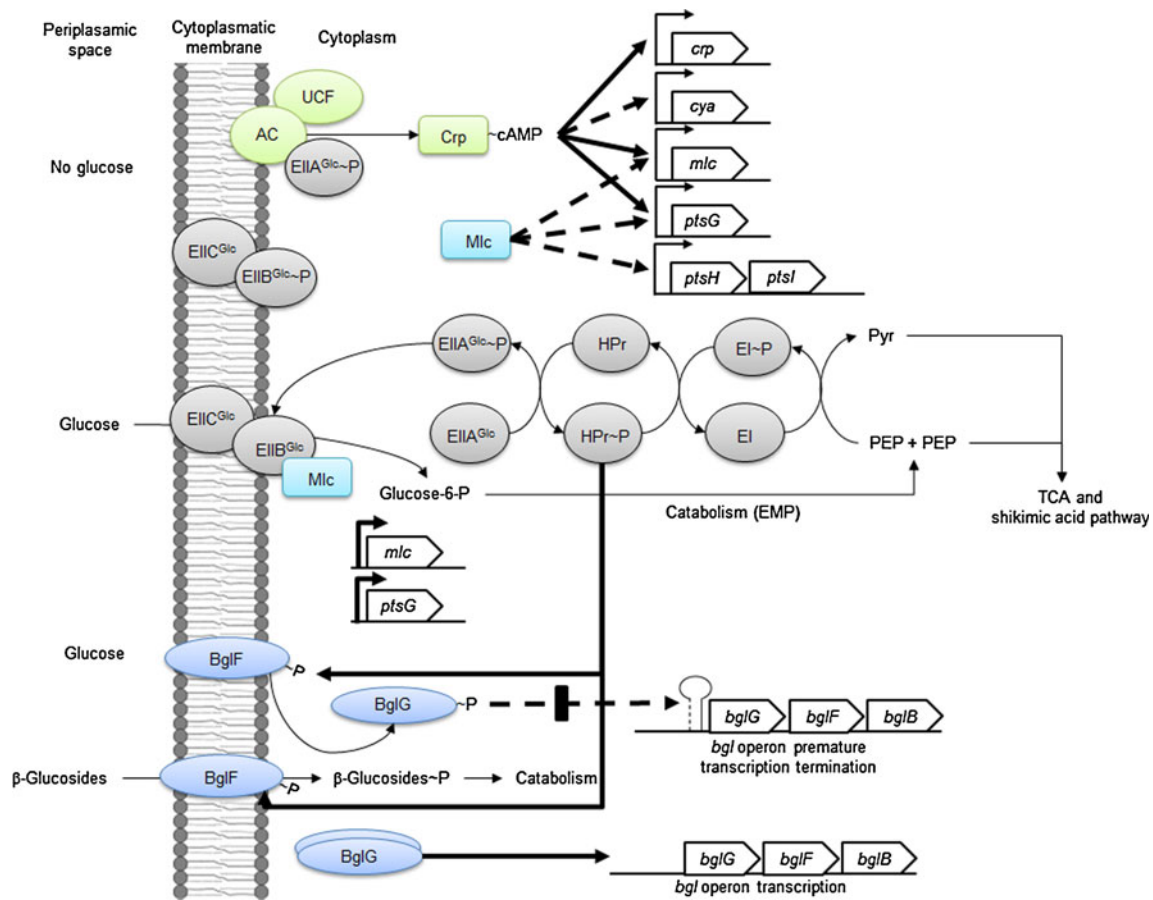 Periplasamic space
Cytoplasmatic membrane
Cytoplasm
No glucose
UCF
AC
EIIA^Glc~P
Crp
~cAMP
crp
cya
mlc
ptsG
ptsH
ptsI
Mlc
EIIC^Glc
EIIB^Glc~P
EIIA^Glc~P
HPr
EI~P
Pyr
Glucose
EIIC^Glc
EIIB^Glc
Mlc
EIIA^Glc
HPr~P
EI
PEP + PEP
Glucose-6-P
Catabolism (EMP)
TCA and
shikimic acid pathway
mlc
ptsG
Glucose
BglF
~P
BglG
~P
bglG
bglF
bglB
bgl operon premature
transcription termination
β-Glucosides
BglF
~P
β-Glucosides~P
Catabolism
BglG
bglG
bglF
bglB
bgl operon transcription